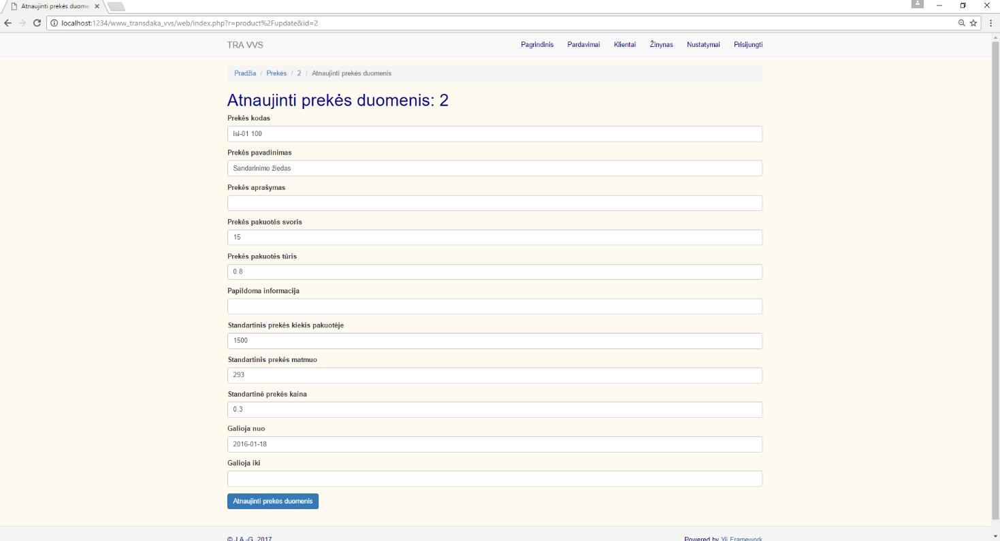 Atnaujinti prekės duome
localhost:1234/www_transdaka_vvs/web/index.php?r=product%2Fupdate&id=2
TRA VVS Pagrindinis Pardavimai Klientai Žinynas Nustatymai Prisijungti
Pradžia / Prekės / 2 / Atnaujinti prekės duomenis
Atnaujinti prekės duomenis: 2
Prekės kodas
Isi-01 100
Prekės pavadinimas
Sandarinimo žiedas
Prekės aprašymas
Prekės pakuotės svoris
15
Prekės pakuotės tūris
0.8
Papildoma informacija
Standartinis prekės kiekis pakuotėje
1500
Standartinis prekės matmuo
293
Standartinė prekės kaina
0.3
Galioja nuo
2016-01-18
Galioja iki
Atnaujinti prekės duomenis
© J.A.-G. 2017 Powered by Yii Framework